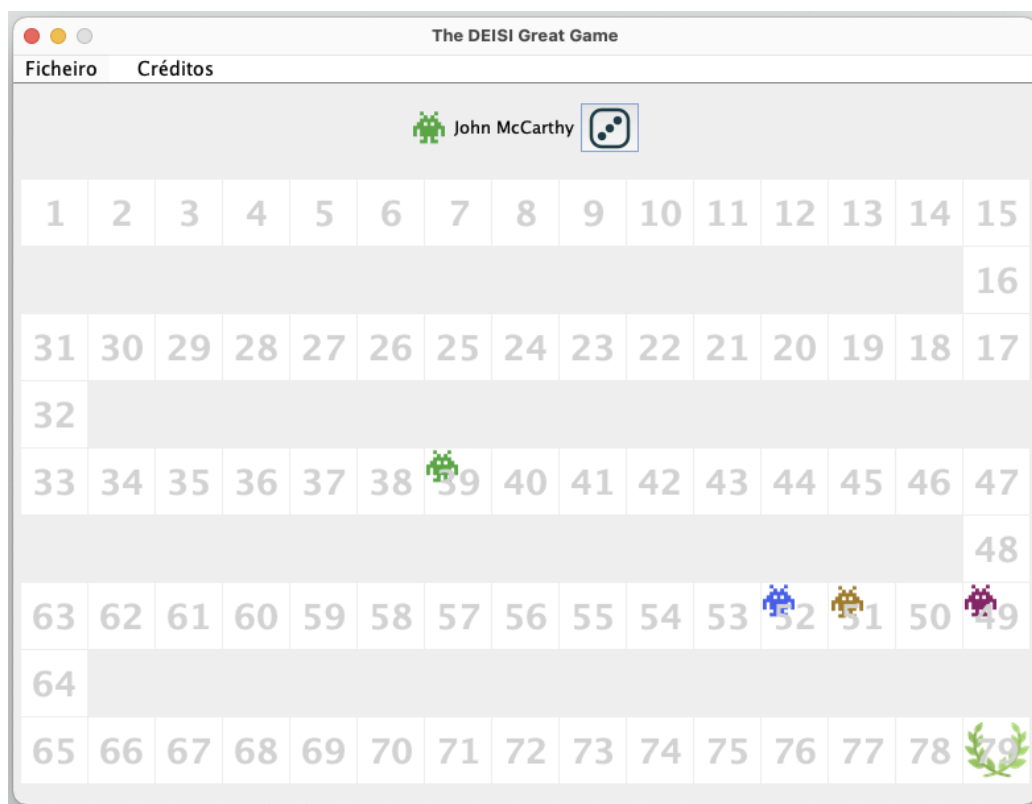 The DEISI Great Game
Ficheiro Créditos
John McCarthy
1 2 3 4 5 6 7 8 9 10 11 12 13 14 15
16
31 30 29 28 27 26 25 24 23 22 21 20 19 18 17
32
33 34 35 36 37 38 39 40 41 42 43 44 45 46 47
48
63 62 61 60 59 58 57 56 55 54 53 52 51 50 49
64
65 66 67 68 69 70 71 72 73 74 75 76 77 78 79